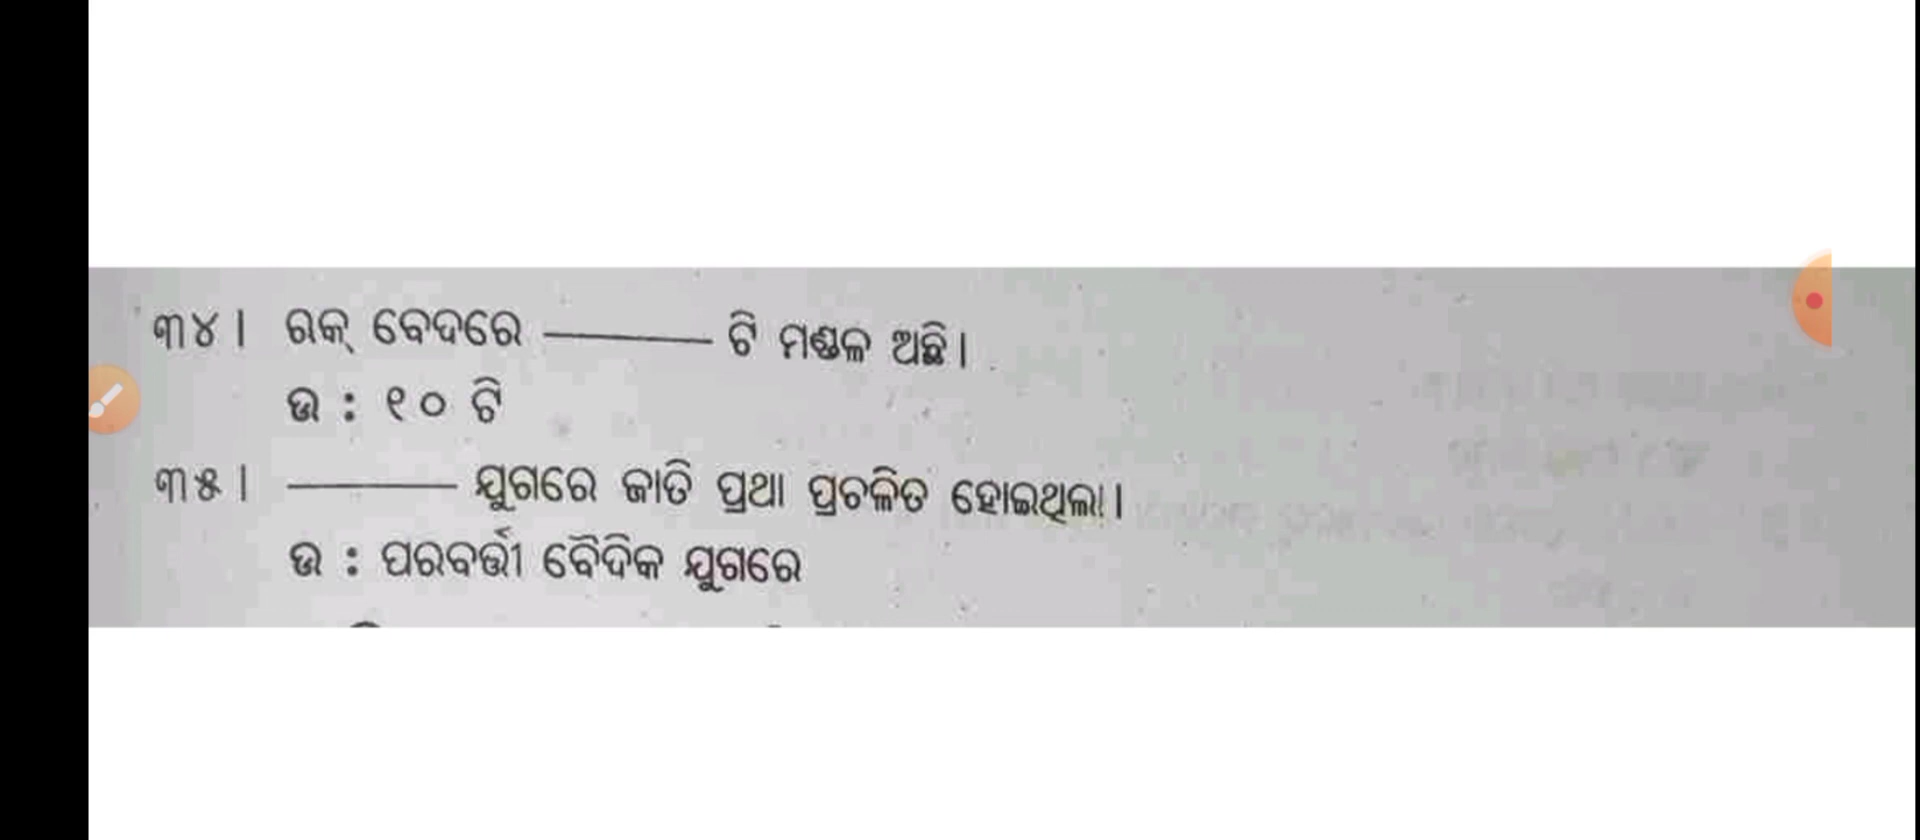 ୩୪ । ଋକ୍ ବେଦରେ ———— ଟି ମଣ୍ଡଳ ଅଛି ।
ଉ : ୧୦ ଟି
୩୫ । ———— ଯୁଗରେ ଜାତି ପ୍ରଥା ପ୍ରଚଳିତ ହୋଇଥିଲା ।
ଉ : ପରବର୍ତ୍ତୀ ବୈଦିକ ଯୁଗରେ